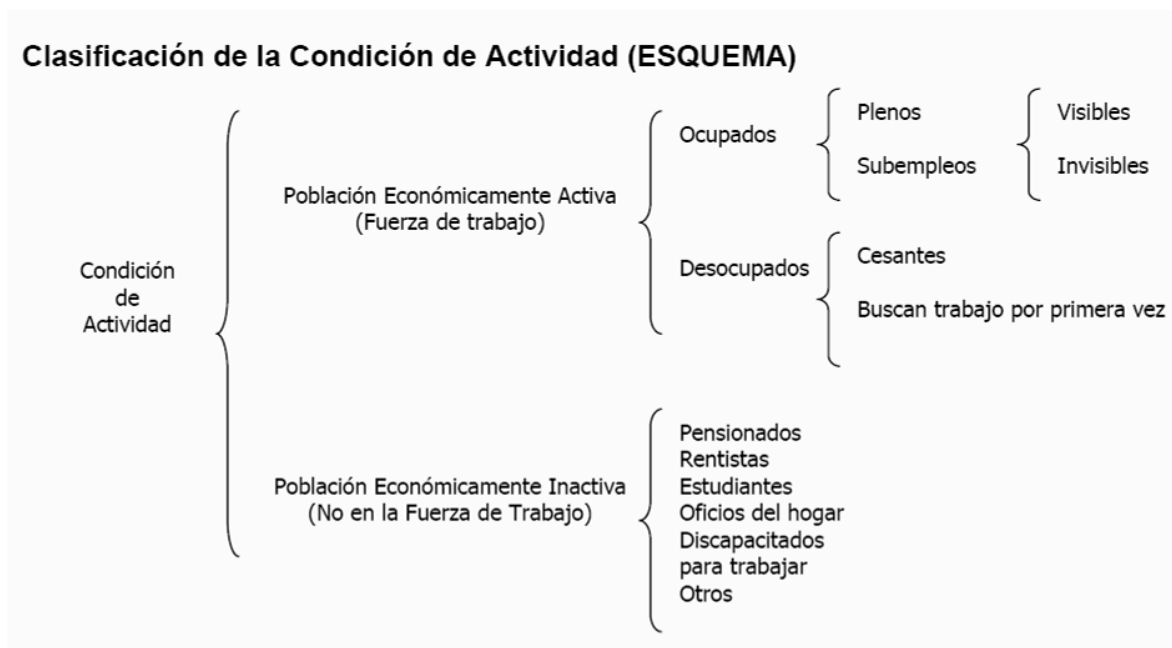 Clasificación de la Condición de Actividad (ESQUEMA)
Condición
de
Actividad
Población Económicamente Activa
(Fuerza de trabajo)
Ocupados
Plenos
Subempleos
Visibles
Invisibles
Desocupados
Cesantes
Buscan trabajo por primera vez
Población Económicamente Inactiva
(No en la Fuerza de Trabajo)
Pensionados
Rentistas
Estudiantes
Oficios del hogar
Discapacitados
para trabajar
Otros